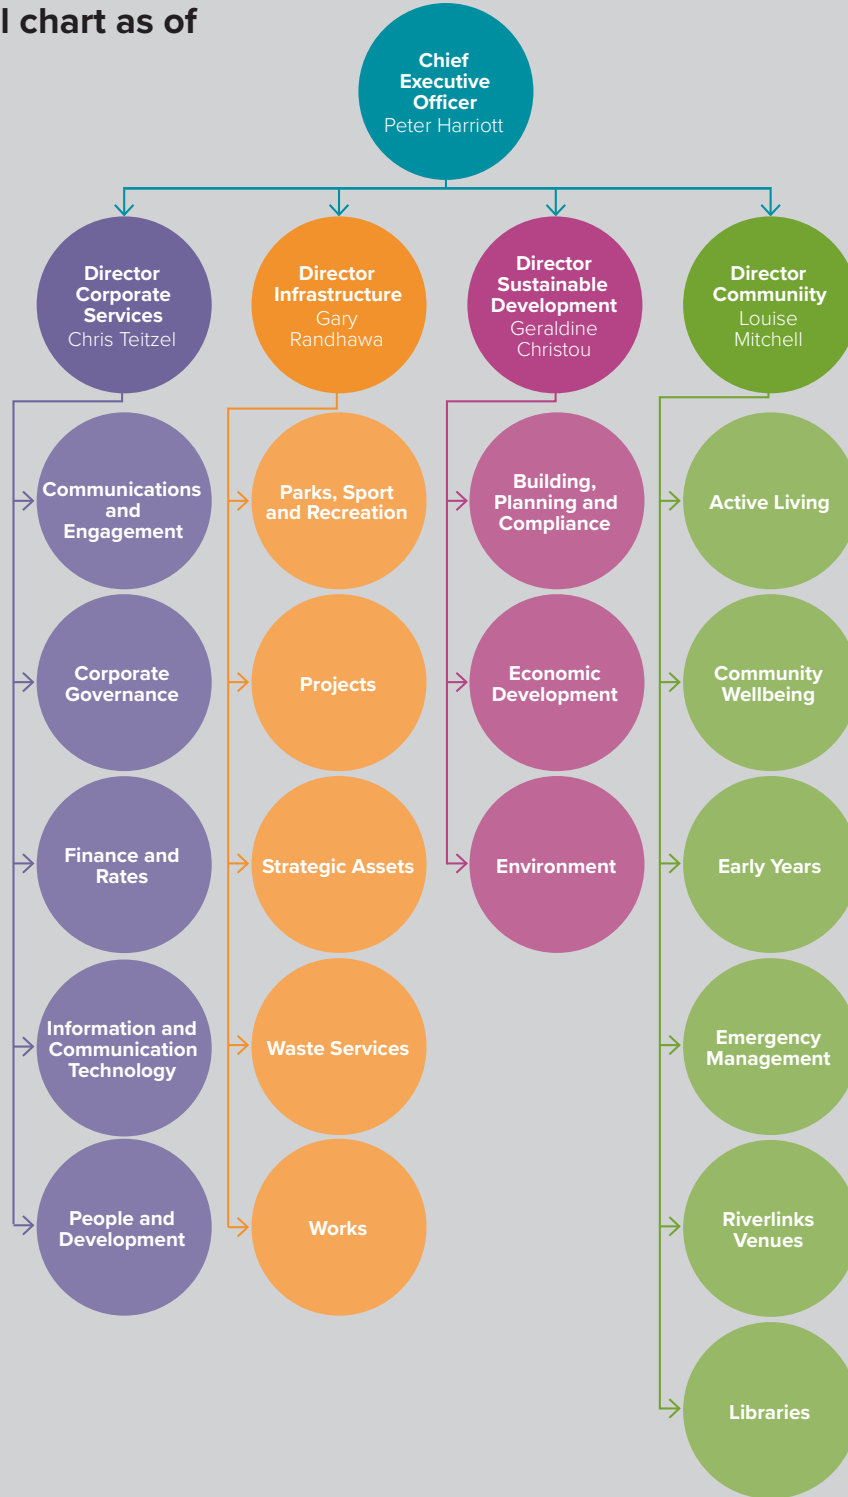 l chart as of
Chief
Executive
Officer
Peter Harriott
Director
Corporate
Services
Chris Teitzel
Director
Infrastructure
Gary
Randhawa
Director
Sustainable
Development
Geraldine
Christou
Director
Communiity
Louise
Mitchell
Communications
and
Engagement
Corporate
Governance
Finance and
Rates
Information and
Communication
Technology
People and
Development
Parks, Sport
and Recreation
Projects
Strategic Assets
Waste Services
Works
Building,
Planning and
Compliance
Economic
Development
Environment
Active Living
Community
Wellbeing
Early Years
Emergency
Management
Riverlinks
Venues
Libraries